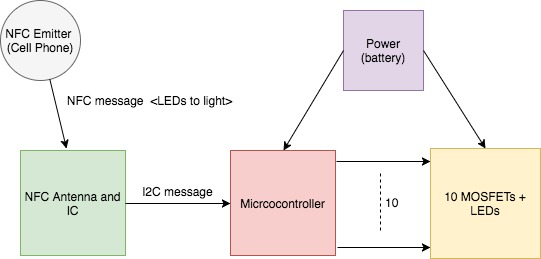 NFC Emitter
(Cell Phone)
Power
(battery)
NFC message <LEDs to light>
NFC Antenna and
IC
I2C message
Micrcocontroller
10
10 MOSFETs +
LEDs